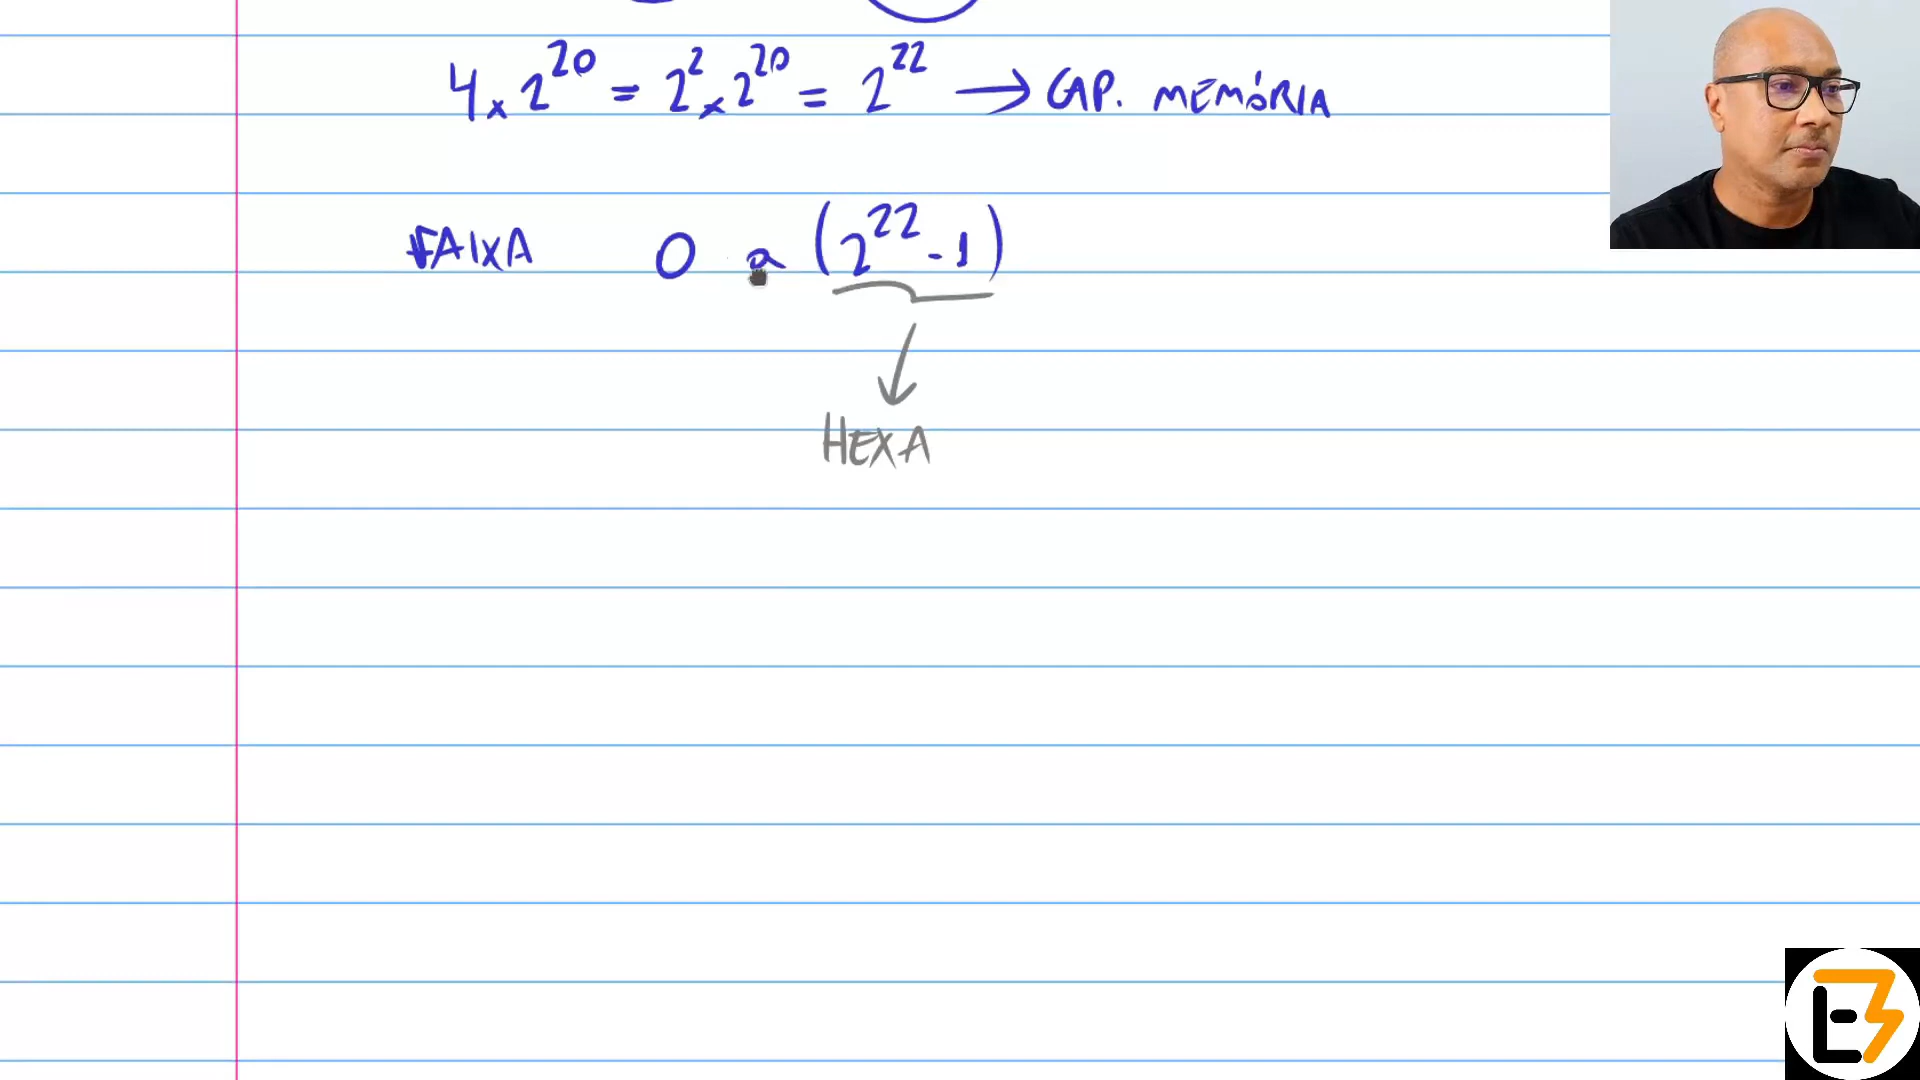 4 x 2^20 = 2^2 x 2^20 = 2^22 → CAP. MEMÓRIA
FAIXA 0 a (2^22 - 1)
HEXA